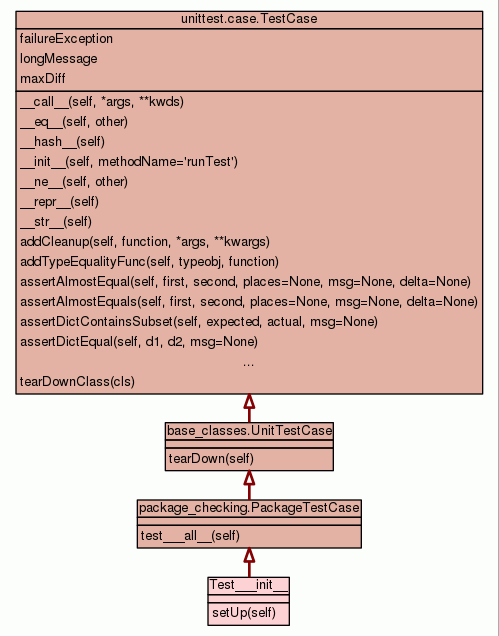 unittest.case.TestCase
failureException
longMessage
maxDiff
__call__(self, *args, **kwds)
__eq__(self, other)
__hash__(self)
__init__(self, methodName='runTest')
__ne__(self, other)
__repr__(self)
__str__(self)
addCleanup(self, function, *args, **kwargs)
addTypeEqualityFunc(self, typeobj, function)
assertAlmostEqual(self, first, second, places=None, msg=None, delta=None)
assertAlmostEquals(self, first, second, places=None, msg=None, delta=None)
assertDictContainsSubset(self, expected, actual, msg=None)
assertDictEqual(self, d1, d2, msg=None)
...
tearDownClass(cls)
base_classes.UnitTestCase
tearDown(self)
package_checking.PackageTestCase
test___all__(self)
Test___init__
setUp(self)